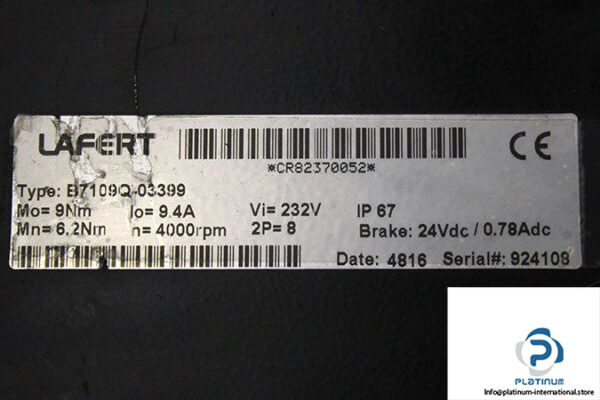 LAFERT
*CR82370052*
CE
Type: B7109Q-03399
Mo= 9Nm Io= 9.4A Vi= 232V IP 67
Mn= 6.2Nm n= 4000rpm 2P= 8 Brake: 24Vdc / 0.78Adc
Date: 4816 Serial#: 924108
PLATINUM
Info@platinum-international.store